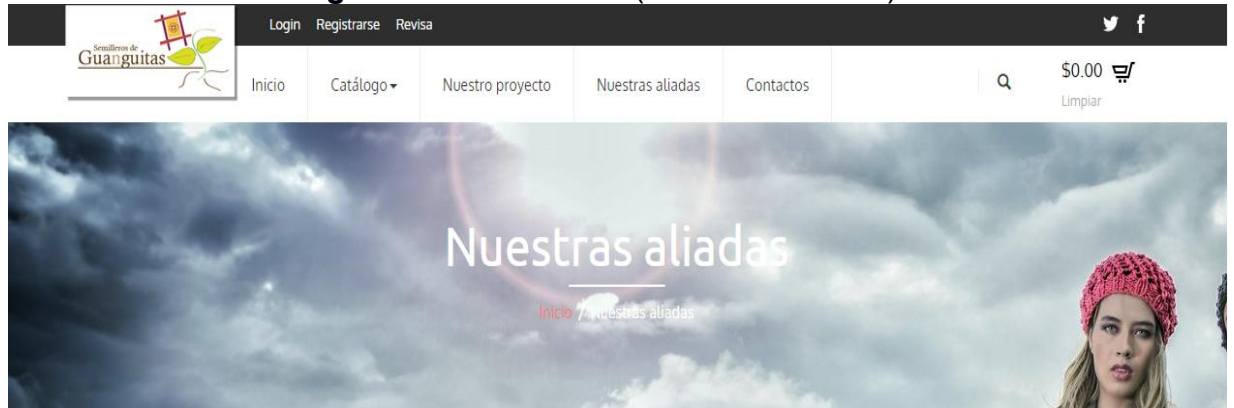 Login Registrarse Revisa
Semilleros de
Guanguitas
Inicio Catálogo Nuestro proyecto Nuestras aliadas Contactos
$0.00
Limpiar
Nuestras aliadas
Inicio / Nuestras aliadas